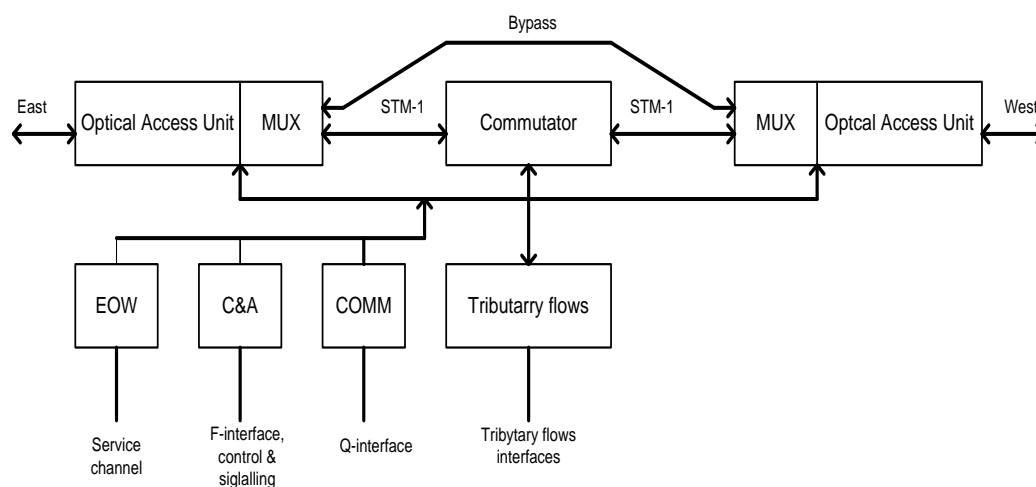 Bypass
East
STM-1
STM-1
West
Optical Access Unit
MUX
Commutator
MUX
Optcal Access Unit
EOW
C&A
COMM
Tributarry flows
Service
channel
F-interface,
control &
siglalling
Q-interface
Tribytary flows
interfaces